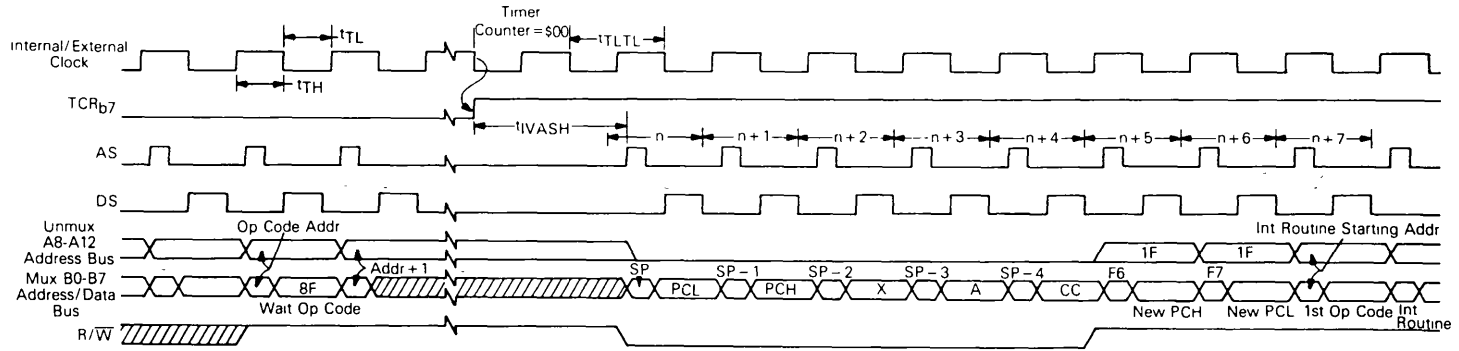 Timer
Counter = $00
tTL
tTLTL
Internal/External
Clock
tTH
TCRb7
tIVASH
n
n + 1
n + 2
n + 3
n + 4
n + 5
n + 6
n + 7
AS
DS
Unmux
A8-A12
Address Bus
Op Code Addr
Int Routine Starting Addr
1F
1F
Mux B0-B7
Address/Data
Bus
Addr + 1
SP
SP - 1
SP - 2
SP - 3
SP - 4
F6
F7
8F
PCL
PCH
X
A
CC
Wait Op Code
New PCH
New PCL
1st Op Code
Int
Routine
R/W